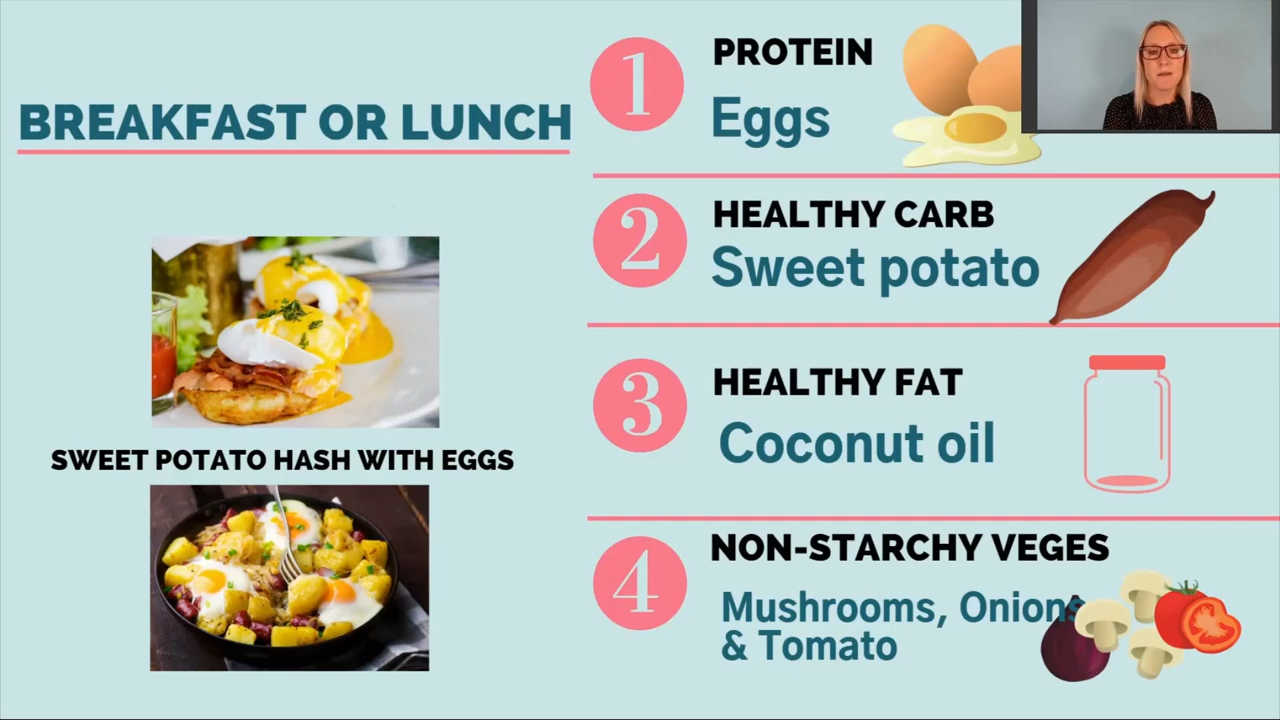 BREAKFAST OR LUNCH
SWEET POTATO HASH WITH EGGS
1
PROTEIN
Eggs
2
HEALTHY CARB
Sweet potato
3
HEALTHY FAT
Coconut oil
4
NON-STARCHY VEGES
Mushrooms, Onions
& Tomato